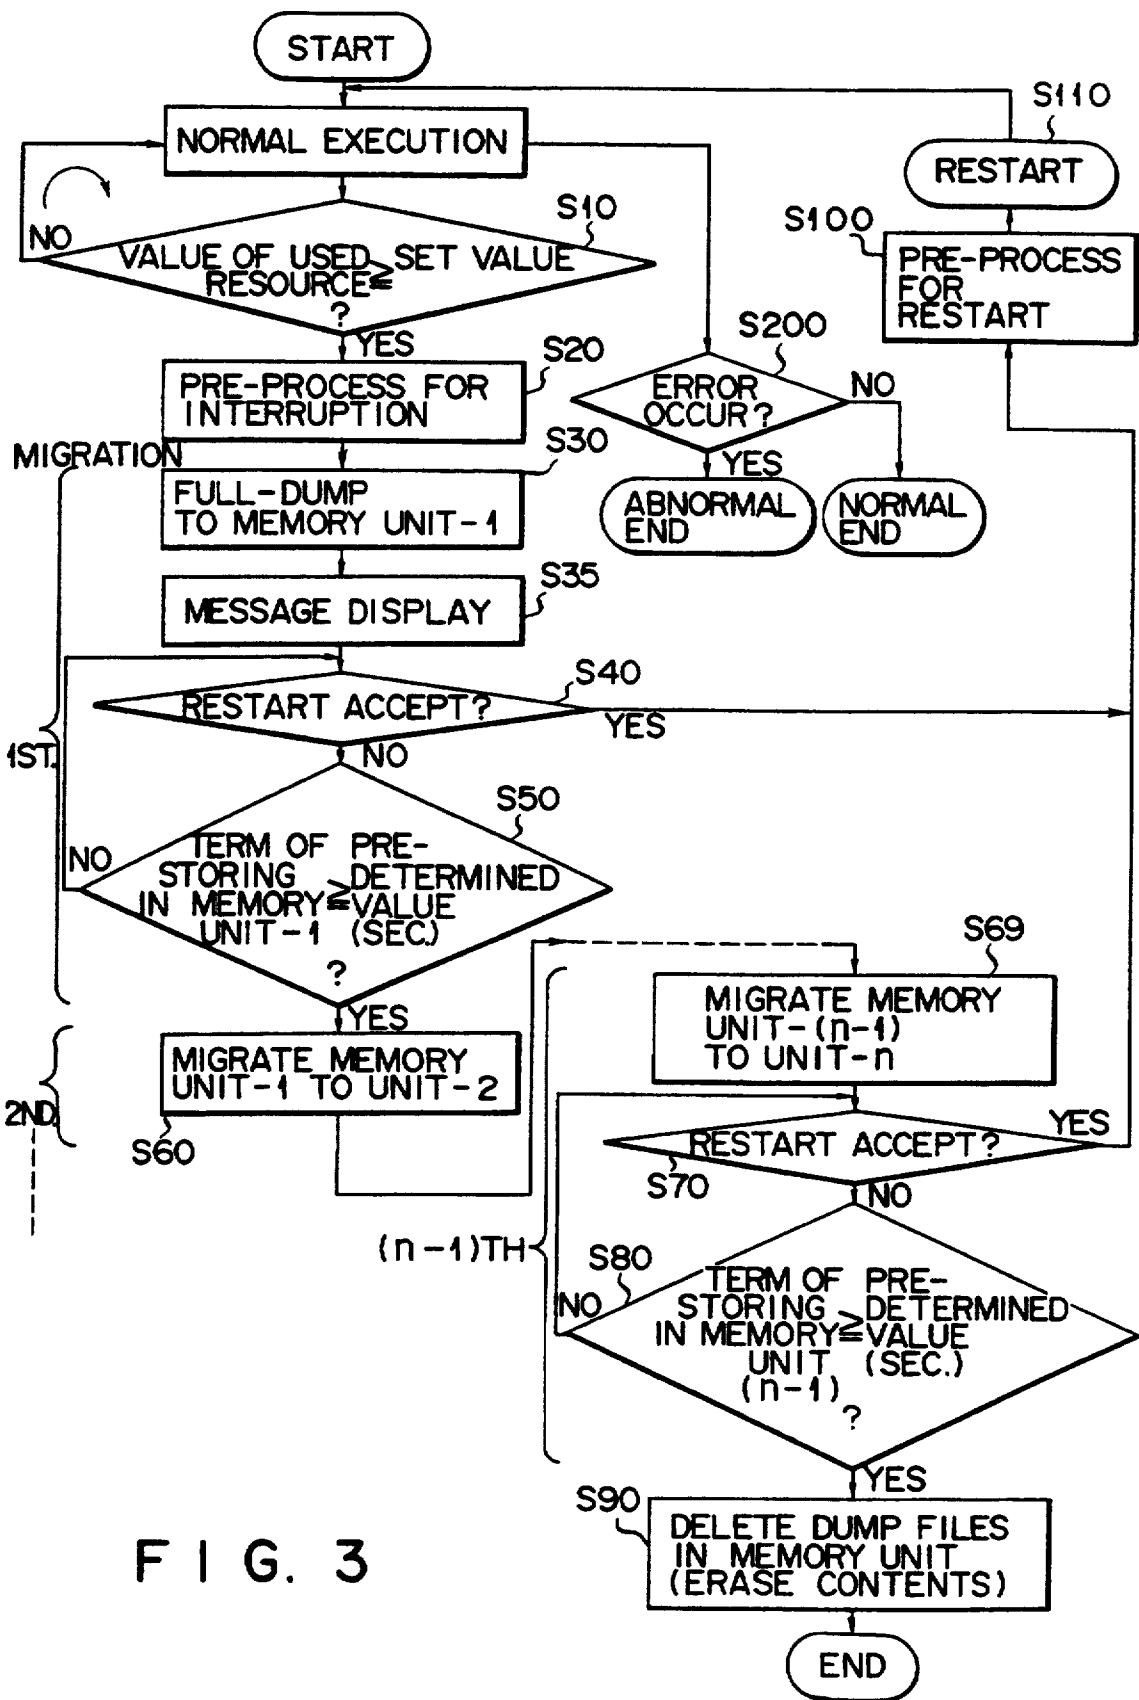 START
NORMAL EXECUTION
S110
RESTART
S100
PRE-PROCESS
FOR
RESTART
NO
S10
VALUE OF USED ≧ SET VALUE
RESOURCE
?
YES
S20
PRE-PROCESS FOR
INTERRUPTION
S200
ERROR
OCCUR?
NO
YES
ABNORMAL
END
NORMAL
END
MIGRATION
S30
FULL-DUMP
TO MEMORY UNIT-1
S35
MESSAGE DISPLAY
S40
RESTART ACCEPT?
YES
NO
1ST.
S50
NO
TERM OF PRE-
STORING ≧ DETERMINED
IN MEMORY VALUE
UNIT-1 (SEC.)
?
YES
2ND.
MIGRATE MEMORY
UNIT-1 TO UNIT-2
S60
S69
MIGRATE MEMORY
UNIT-(n-1)
TO UNIT-n
RESTART ACCEPT?
YES
S70
NO
(n-1)TH
S80
NO
TERM OF PRE-
STORING ≧ DETERMINED
IN MEMORY VALUE
UNIT (SEC.)
(n-1)
?
YES
S90
DELETE DUMP FILES
IN MEMORY UNIT
(ERASE CONTENTS)
END
FIG. 3